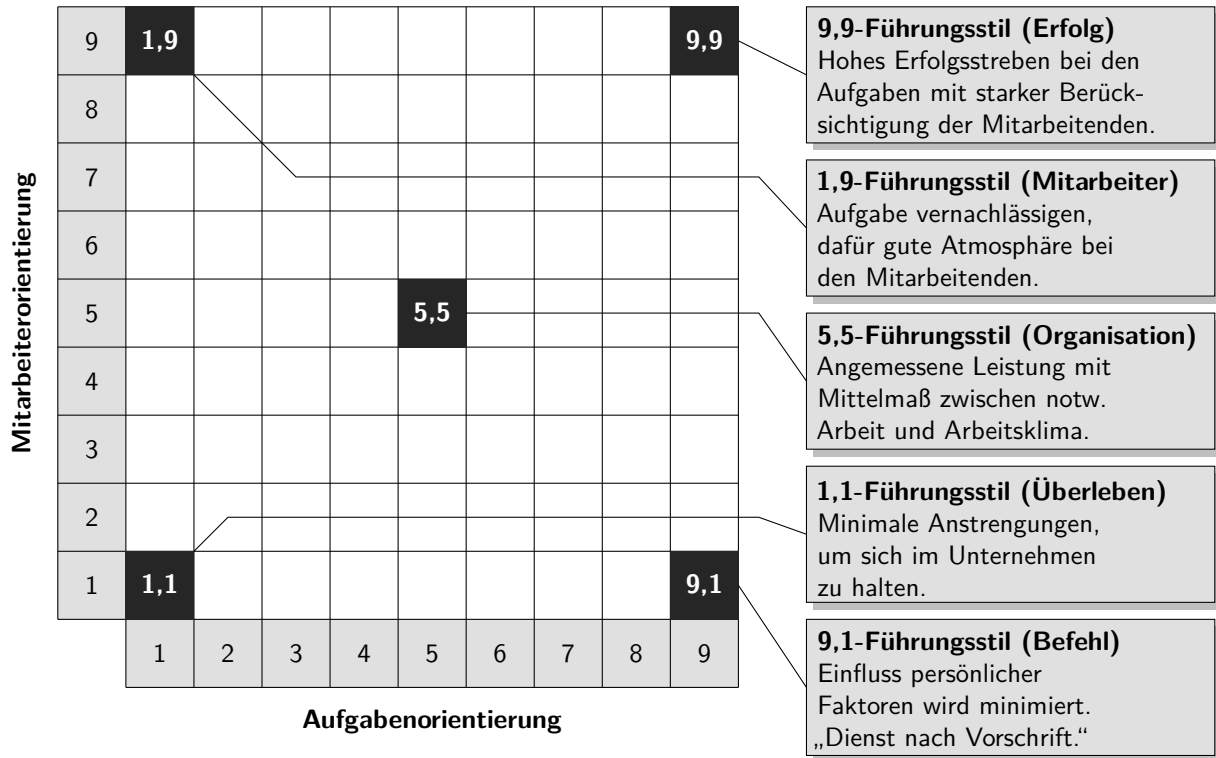 Mitarbeiterorientierung
9
1,9
9,9
8
7
6
5
5,5
4
3
2
1
1,1
9,1
1 2 3 4 5 6 7 8 9
Aufgabenorientierung
9,9-Führungsstil (Erfolg)
Hohes Erfolgsstreben bei den
Aufgaben mit starker Berück-
sichtigung der Mitarbeitenden.
1,9-Führungsstil (Mitarbeiter)
Aufgabe vernachlässigen,
dafür gute Atmosphäre bei
den Mitarbeitenden.
5,5-Führungsstil (Organisation)
Angemessene Leistung mit
Mittelmaß zwischen notw.
Arbeit und Arbeitsklima.
1,1-Führungsstil (Überleben)
Minimale Anstrengungen,
um sich im Unternehmen
zu halten.
9,1-Führungsstil (Befehl)
Einfluss persönlicher
Faktoren wird minimiert.
„Dienst nach Vorschrift.“